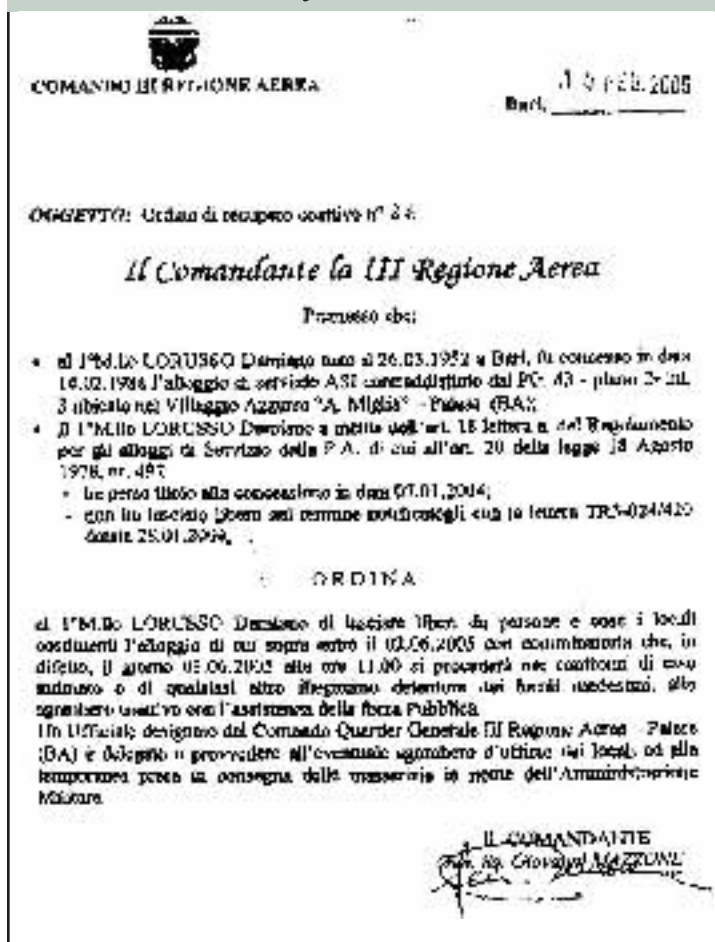 COMANDO III REGIONE AEREA
FEB. 2005
Bari,
OGGETTO: Ordine di recupero coattivo n°
Il Comandante la III Regione Aerea
Premesso che:
• al 1°M.llo LORUSSO Damiano nato il 26.03.1952 a Bari, fu concesso in data
l'alloggio di servizio ASI contraddistinto dal
3 ubicato nel Villaggio Azzurro "A. Miglia" - Palese (BA);
• Il 1°M.llo LORUSSO Damiano a mente dell'art. 18 lettera a. del Regolamento
per gli alloggi di Servizio della P.A. di cui all'art. 20 della legge 18 Agosto
1978, nr. 497
- ha perso titolo alla concessione in data 07.01.2004;
- non ha lasciato libero nel termine notificatogli con la lettera TR3-024/420
datata
ORDINA
al 1°M.llo LORUSSO Damiano di lasciare liberi da persone e cose i locali
costituenti l'alloggio di cui sopra entro il 02.06.2005 con comminatoria che, in
difetto, il giorno 03.06.2005 alle ore 11.00 si procederà nei confronti di esso
intimato o di qualsiasi altro illegittimo detentore dei locali medesimi, allo
sgombero coattivo con l'assistenza della forza Pubblica.
Un Ufficiale designato dal Comando Quartier Generale III Regione Aerea - Palese
(BA) è delegato a provvedere all'eventuale sgombero d'ufficio dei locali ed alla
temporanea presa in consegna delle masserizie in nome dell'Amministrazione
Militare.
IL COMANDANTE
Giovanni MAZZONE